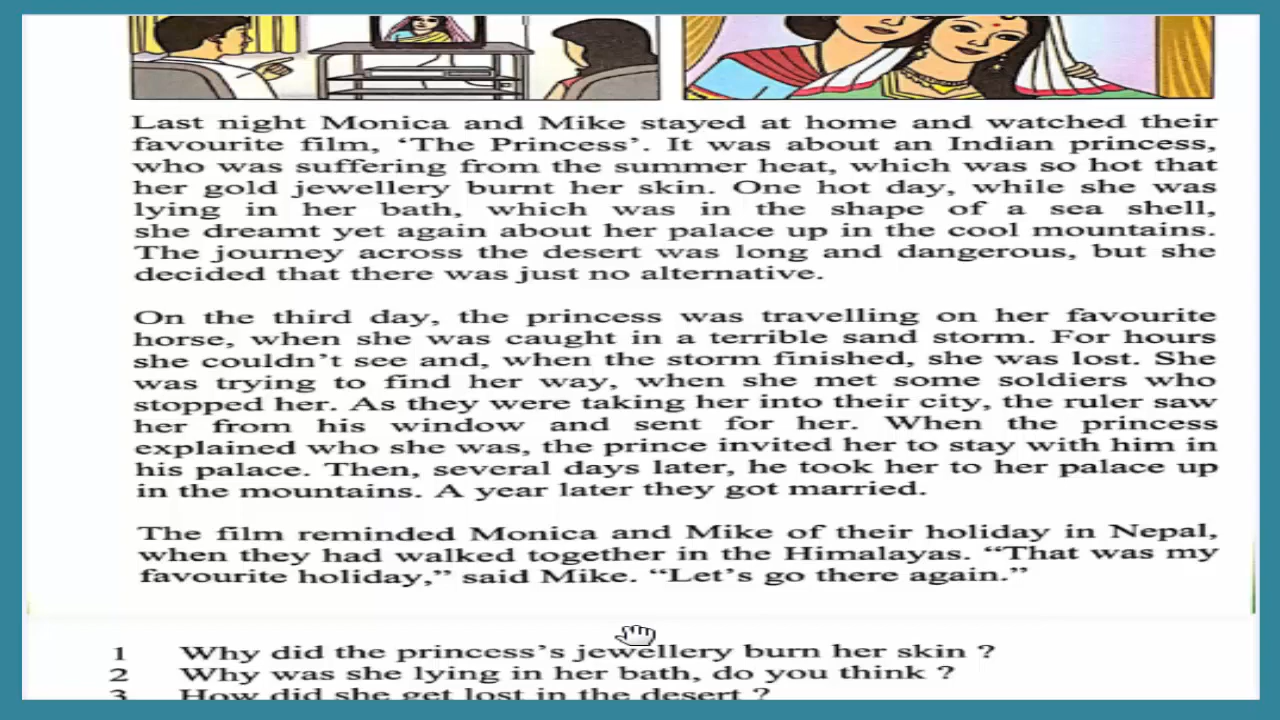 Last night Monica and Mike stayed at home and watched their
favourite film, ‘The Princess’. It was about an Indian princess,
who was suffering from the summer heat, which was so hot that
her gold jewellery burnt her skin. One hot day, while she was
lying in her bath, which was in the shape of a sea shell,
she dreamt yet again about her palace up in the cool mountains.
The journey across the desert was long and dangerous, but she
decided that there was just no alternative.
On the third day, the princess was travelling on her favourite
horse, when she was caught in a terrible sand storm. For hours
she couldn’t see and, when the storm finished, she was lost. She
was trying to find her way, when she met some soldiers who
stopped her. As they were taking her into their city, the ruler saw
her from his window and sent for her. When the princess
explained who she was, the prince invited her to stay with him in
his palace. Then, several days later, he took her to her palace up
in the mountains. A year later they got married.
The film reminded Monica and Mike of their holiday in Nepal,
when they had walked together in the Himalayas. “That was my
favourite holiday,” said Mike. “Let’s go there again.”
1 Why did the princess’s jewellery burn her skin ?
2 Why was she lying in her bath, do you think ?
3 How did she get lost in the desert ?